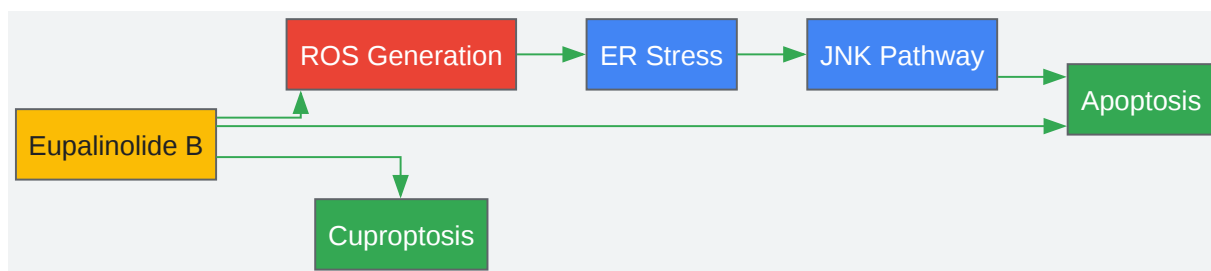 ROS Generation
ER Stress
JNK Pathway
Apoptosis
Eupalinolide B
Cuproptosis